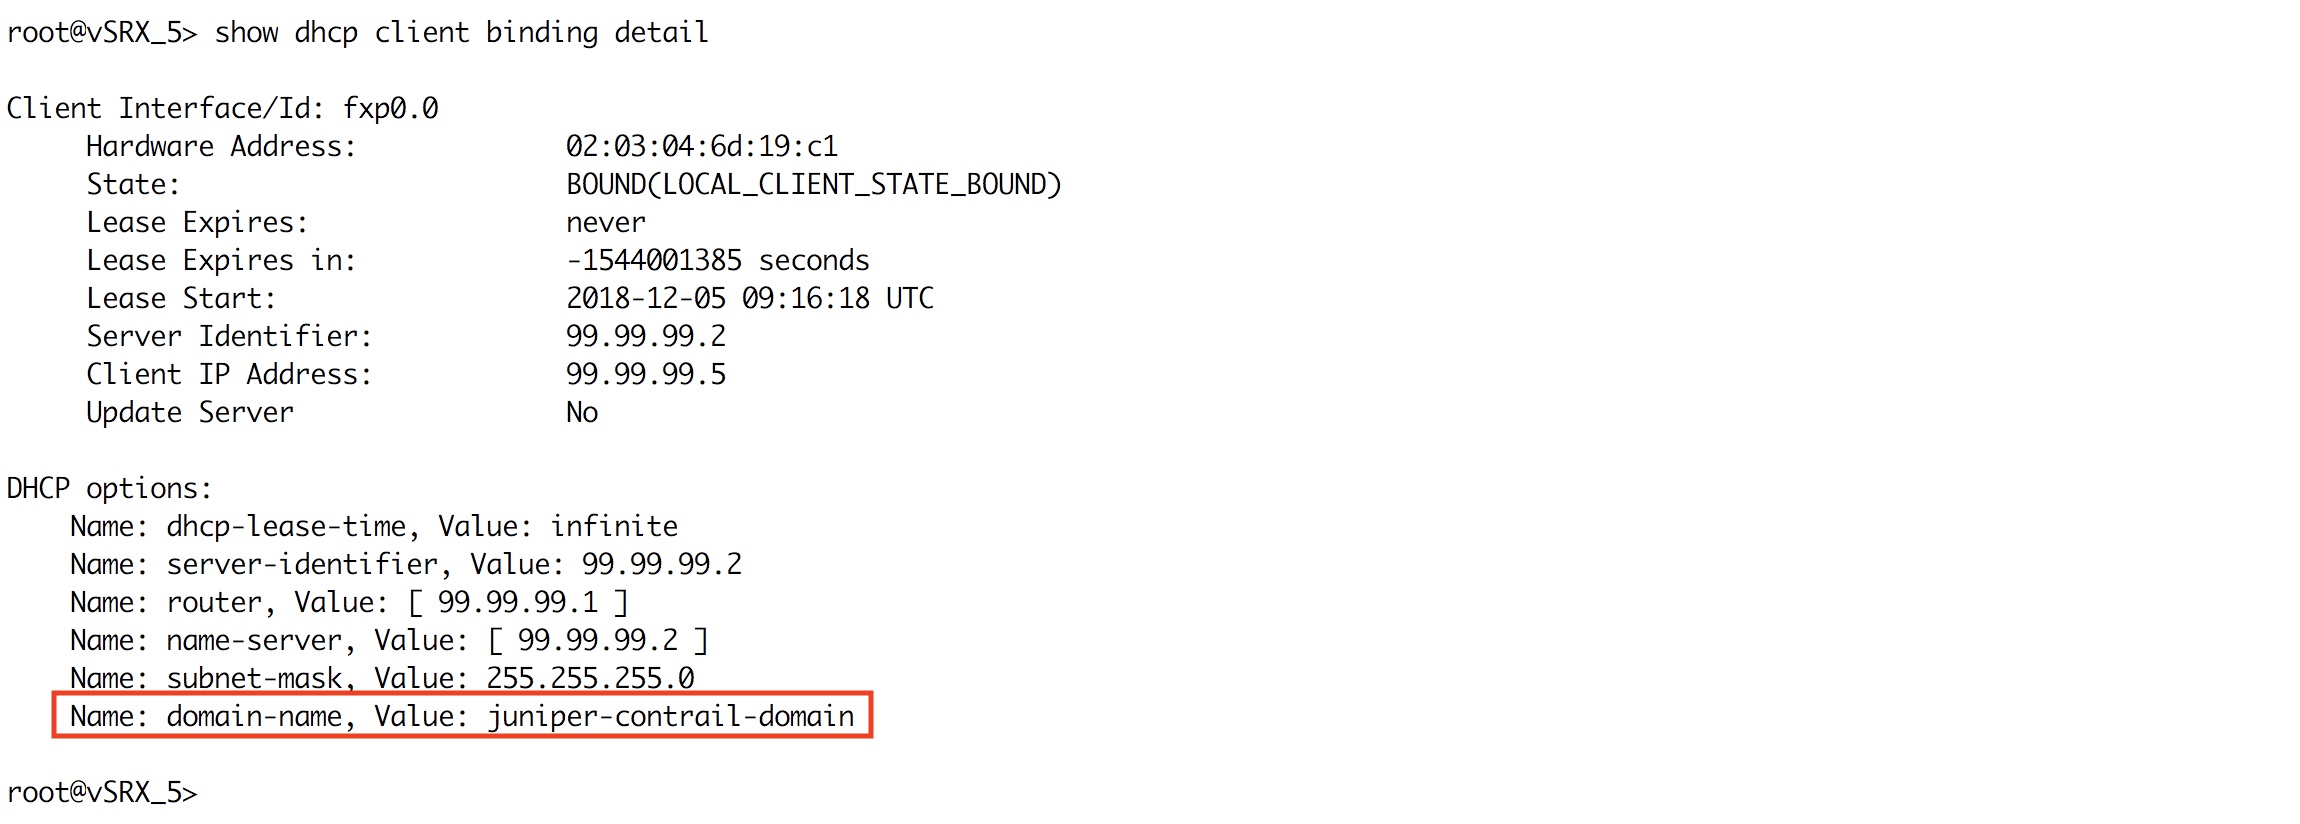 root@vSRX_5> show dhcp client binding detail
Client Interface/Id: fxp0.0
Hardware Address: 02:03:04:6d:19:c1
State: BOUND(LOCAL_CLIENT_STATE_BOUND)
Lease Expires: never
Lease Expires in: -1544001385 seconds
Lease Start: 2018-12-05 09:16:18 UTC
Server Identifier: 99.99.99.2
Client IP Address: 99.99.99.5
Update Server No
DHCP options:
Name: dhcp-lease-time, Value: infinite
Name: server-identifier, Value: 99.99.99.2
Name: router, Value: [ 99.99.99.1 ]
Name: name-server, Value: [ 99.99.99.2 ]
Name: subnet-mask, Value: 255.255.255.0
Name: domain-name, Value: juniper-contrail-domain
root@vSRX_5>